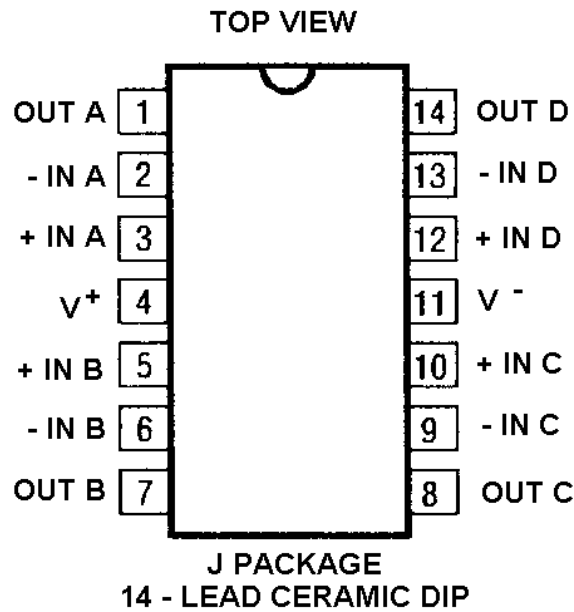 TOP VIEW
OUT A 1 14 OUT D
- IN A 2 13 - IN D
+ IN A 3 12 + IN D
V+ 4 11 V-
+ IN B 5 10 + IN C
- IN B 6 9 - IN C
OUT B 7 8 OUT C
J PACKAGE
14 - LEAD CERAMIC DIP